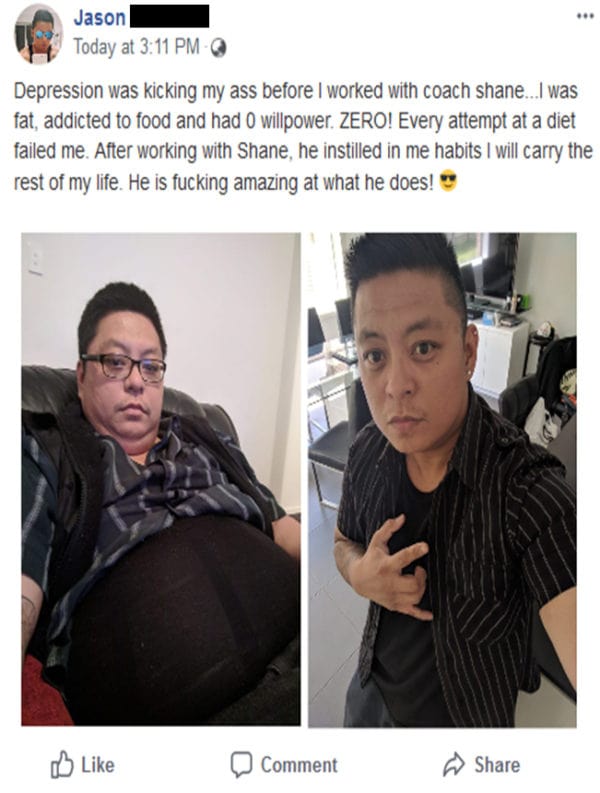 Jason
Today at 3:11 PM ·
Depression was kicking my ass before I worked with coach shane...I was
fat, addicted to food and had 0 willpower. ZERO! Every attempt at a diet
failed me. After working with Shane, he instilled in me habits I will carry the
rest of my life. He is fucking amazing at what he does! 😎
Like
Comment
Share